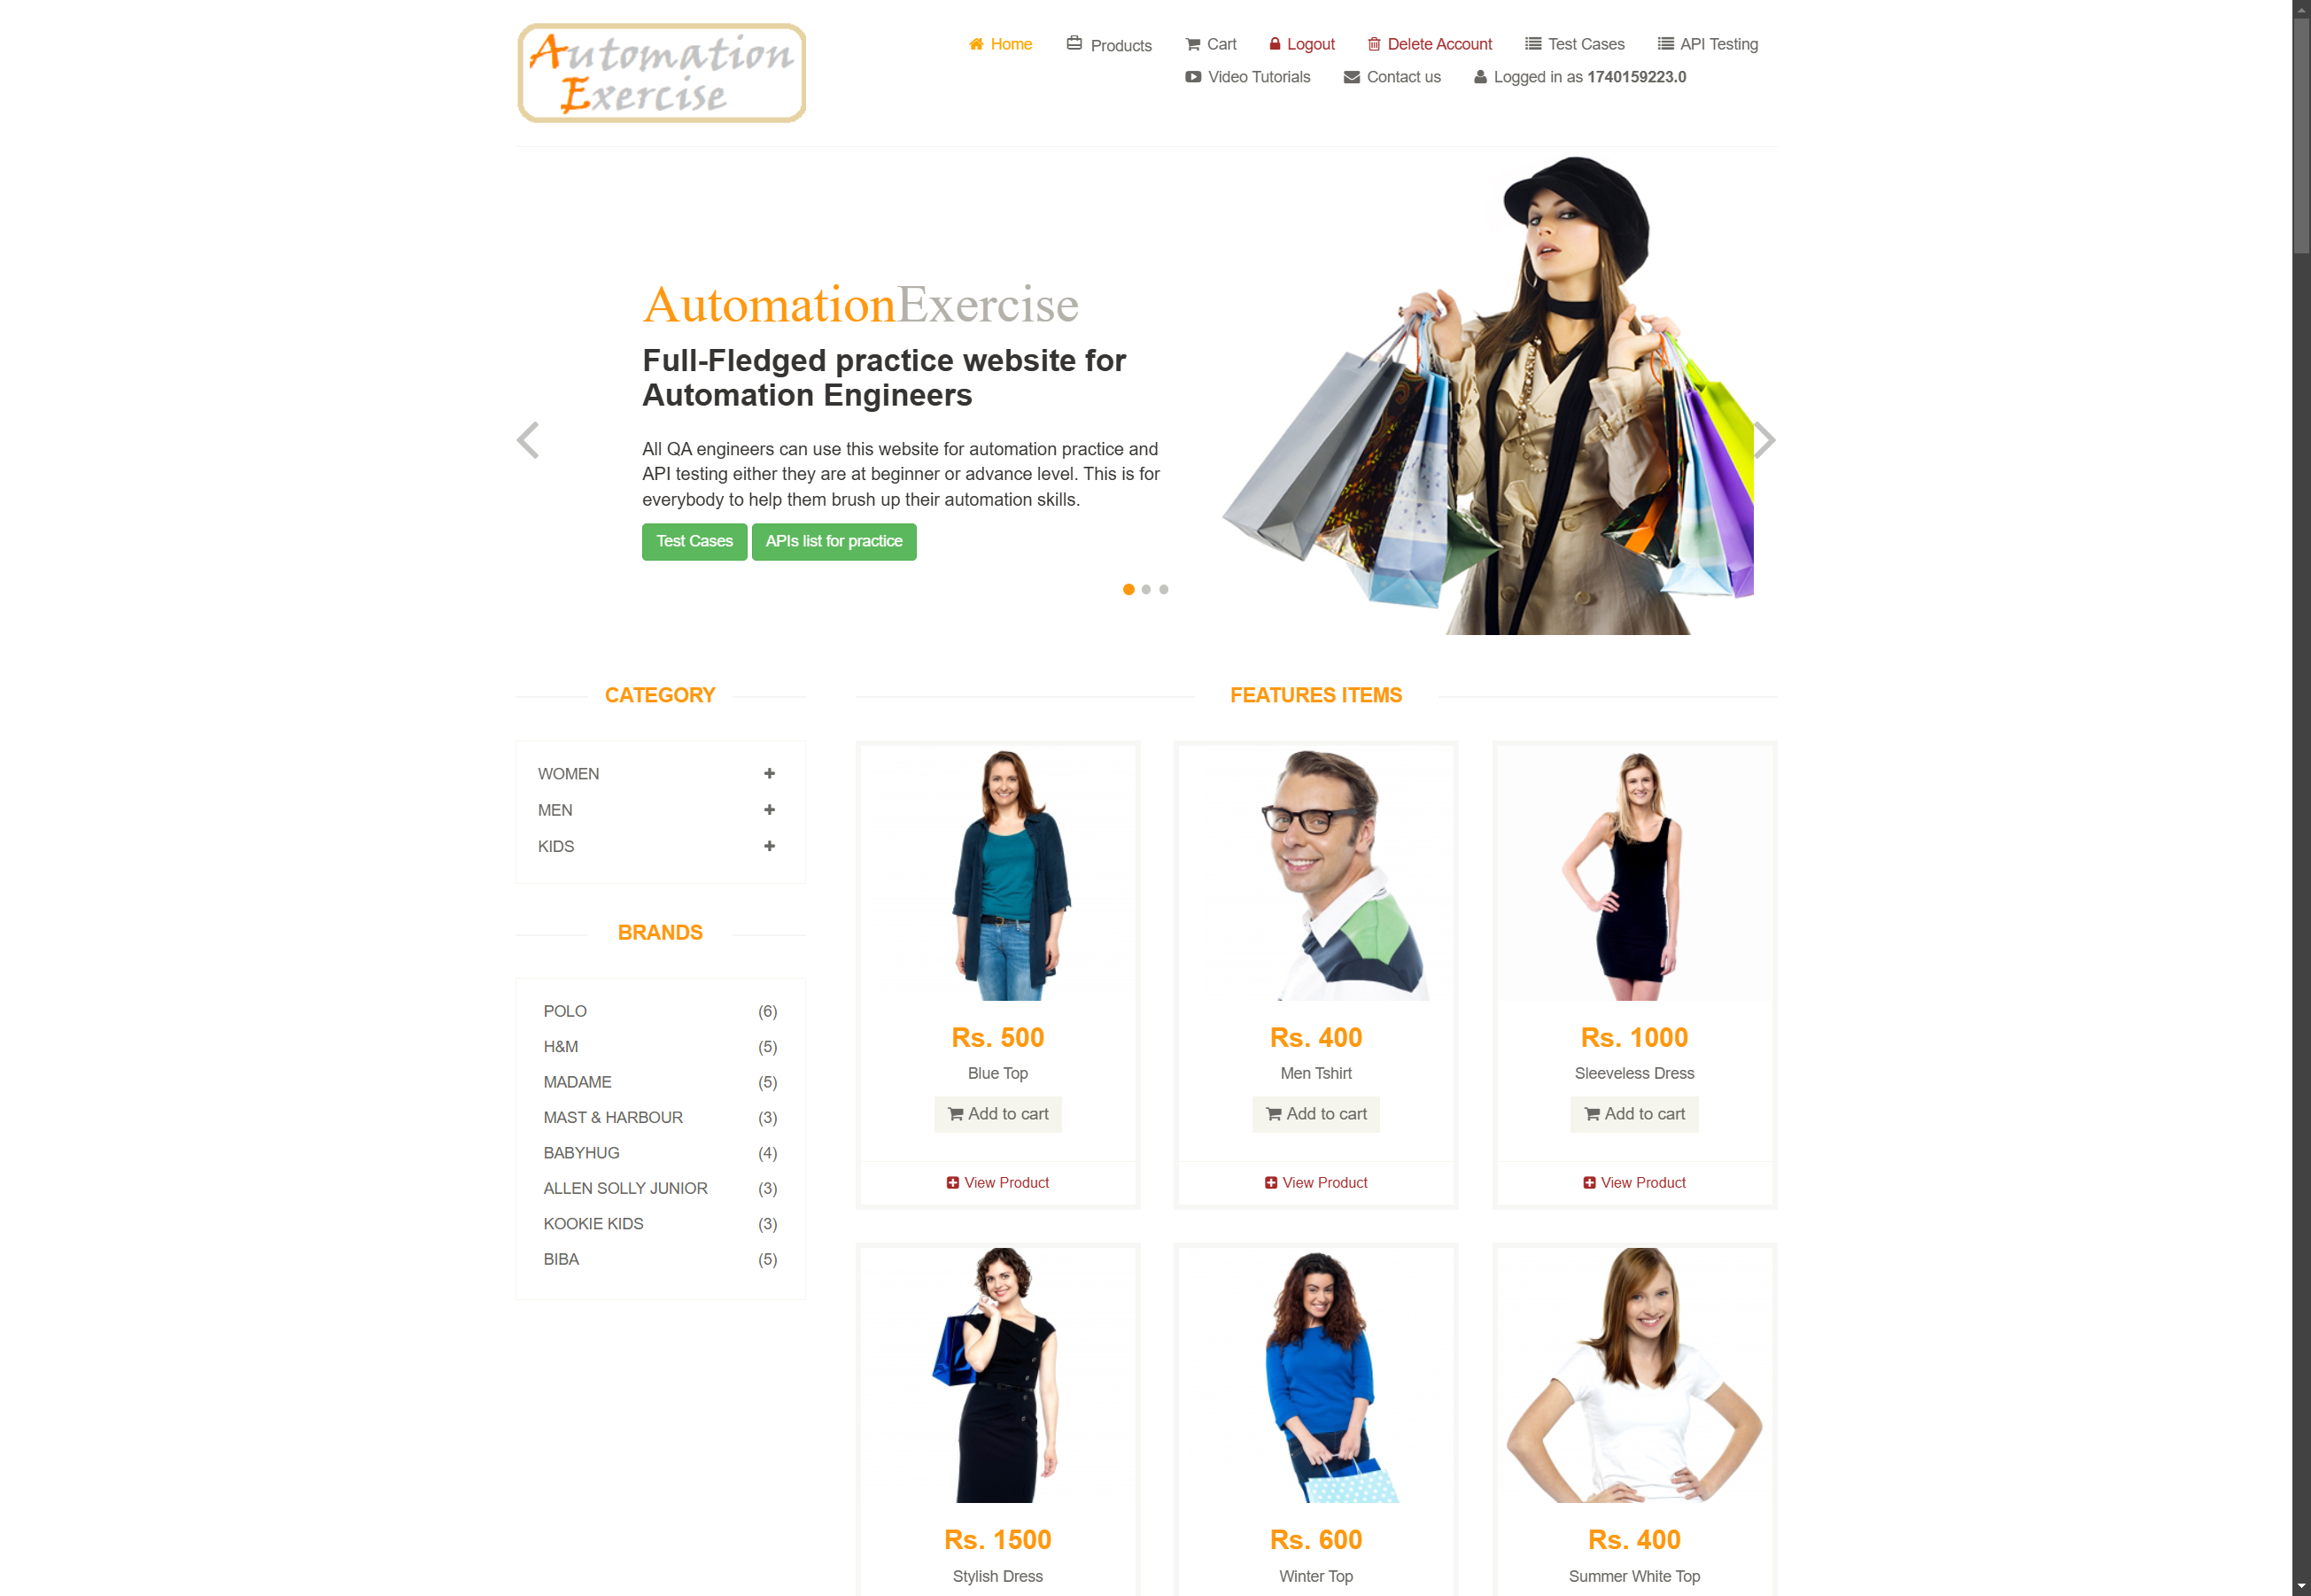 Automation
Exercise
Home Products Cart Logout Delete Account Test Cases API Testing
Video Tutorials Contact us Logged in as 1740159223.0
AutomationExercise
Full-Fledged practice website for
Automation Engineers
All QA engineers can use this website for automation practice and
API testing either they are at beginner or advance level. This is for
everybody to help them brush up their automation skills.
Test Cases APIs list for practice
CATEGORY
WOMEN
MEN
KIDS
BRANDS
POLO (6)
H&M (5)
MADAME (5)
MAST & HARBOUR (3)
BABYHUG (4)
ALLEN SOLLY JUNIOR (3)
KOOKIE KIDS (3)
BIBA (5)
FEATURES ITEMS
Rs. 500
Blue Top
Add to cart
View Product
Rs. 400
Men Tshirt
Add to cart
View Product
Rs. 1000
Sleeveless Dress
Add to cart
View Product
Rs. 1500
Stylish Dress
Rs. 600
Winter Top
Rs. 400
Summer White Top